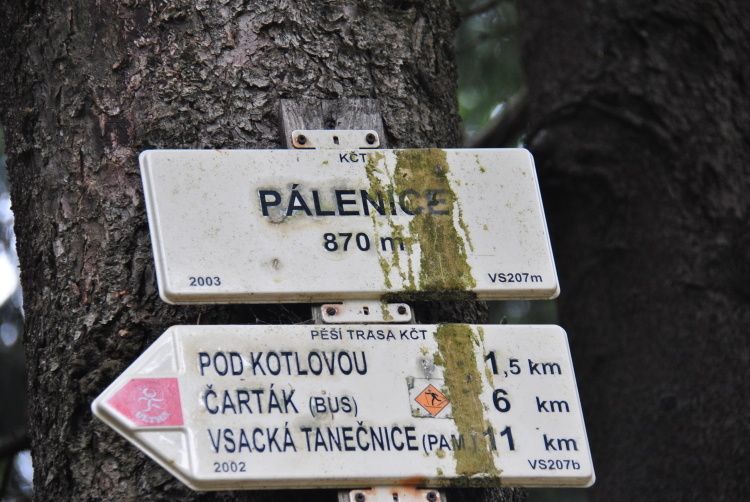 KČT
PÁLENICE
870 m
2003 VS207m
PĚŠÍ TRASA KČT
POD KOTLOVOU 1,5 km
ČARTÁK (BUS) 6 km
VSACKÁ TANEČNICE (PAM) 11 km
2002 VS207b